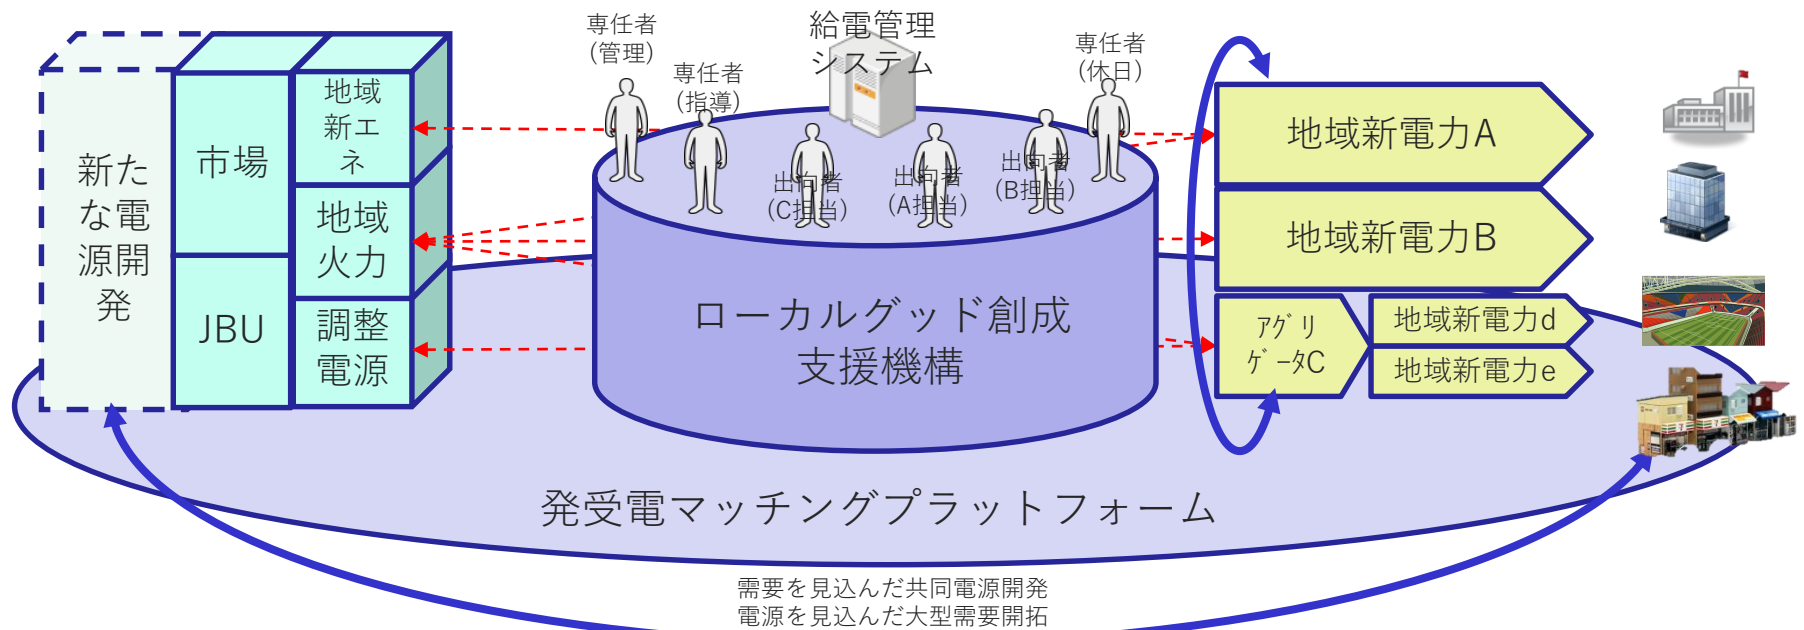 専任者
(管理)
専任者
(指導)
給電管理
システム
専任者
(休日)
出向者
(C担当)
出向者
(A担当)
出向者
(B担当)
新た
な電
源開
発
市場
JBU
地域
新エ
ネ
地域
火力
調整
電源
ローカルグッド創成
支援機構
地域新電力A
地域新電力B
ｱｸﾞﾘ
ｹﾞｰﾀC
地域新電力d
地域新電力e
発受電マッチングプラットフォーム
需要を見込んだ共同電源開発
電源を見込んだ大型需要開拓